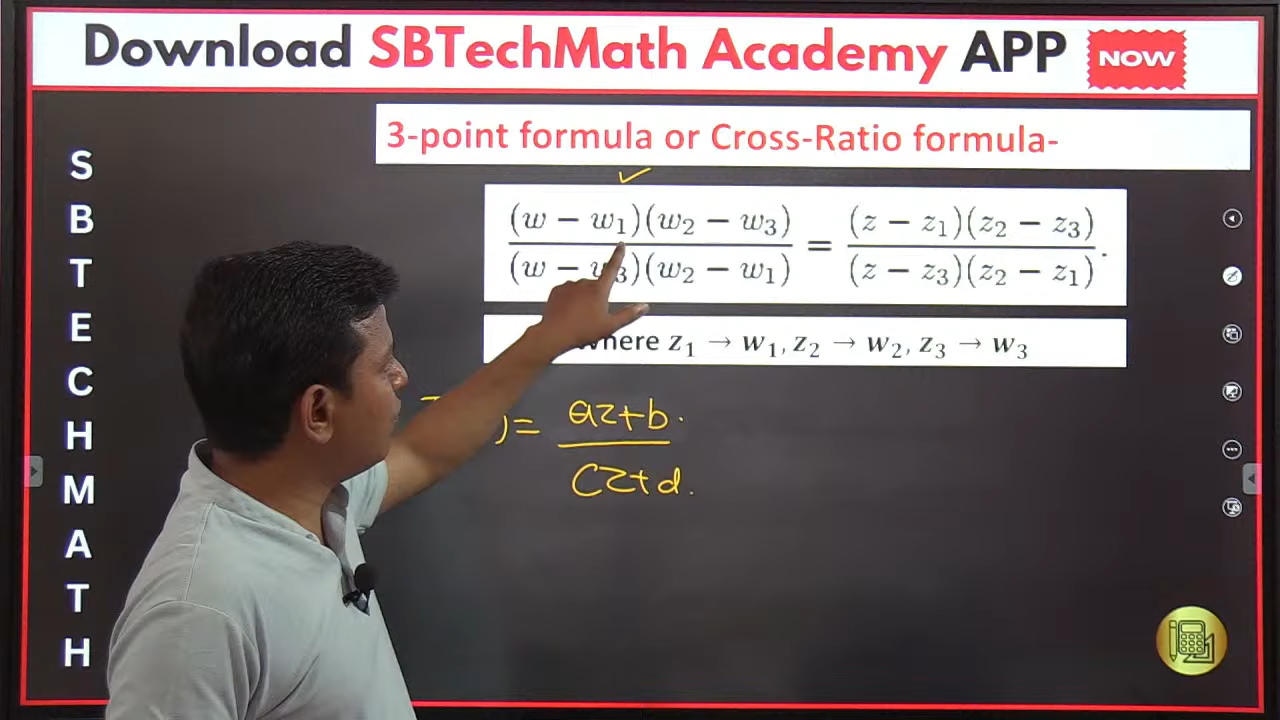 Download SBTechMath Academy APP NOW
3-point formula or Cross-Ratio formula-
(w − w₁)(w₂ − w₃) / (w − w₃)(w₂ − w₁) = (z − z₁)(z₂ − z₃) / (z − z₃)(z₂ − z₁).
where z₁ → w₁, z₂ → w₂, z₃ → w₃
) = az+b.
cz+d.
S
B
T
E
C
H
M
A
T
H